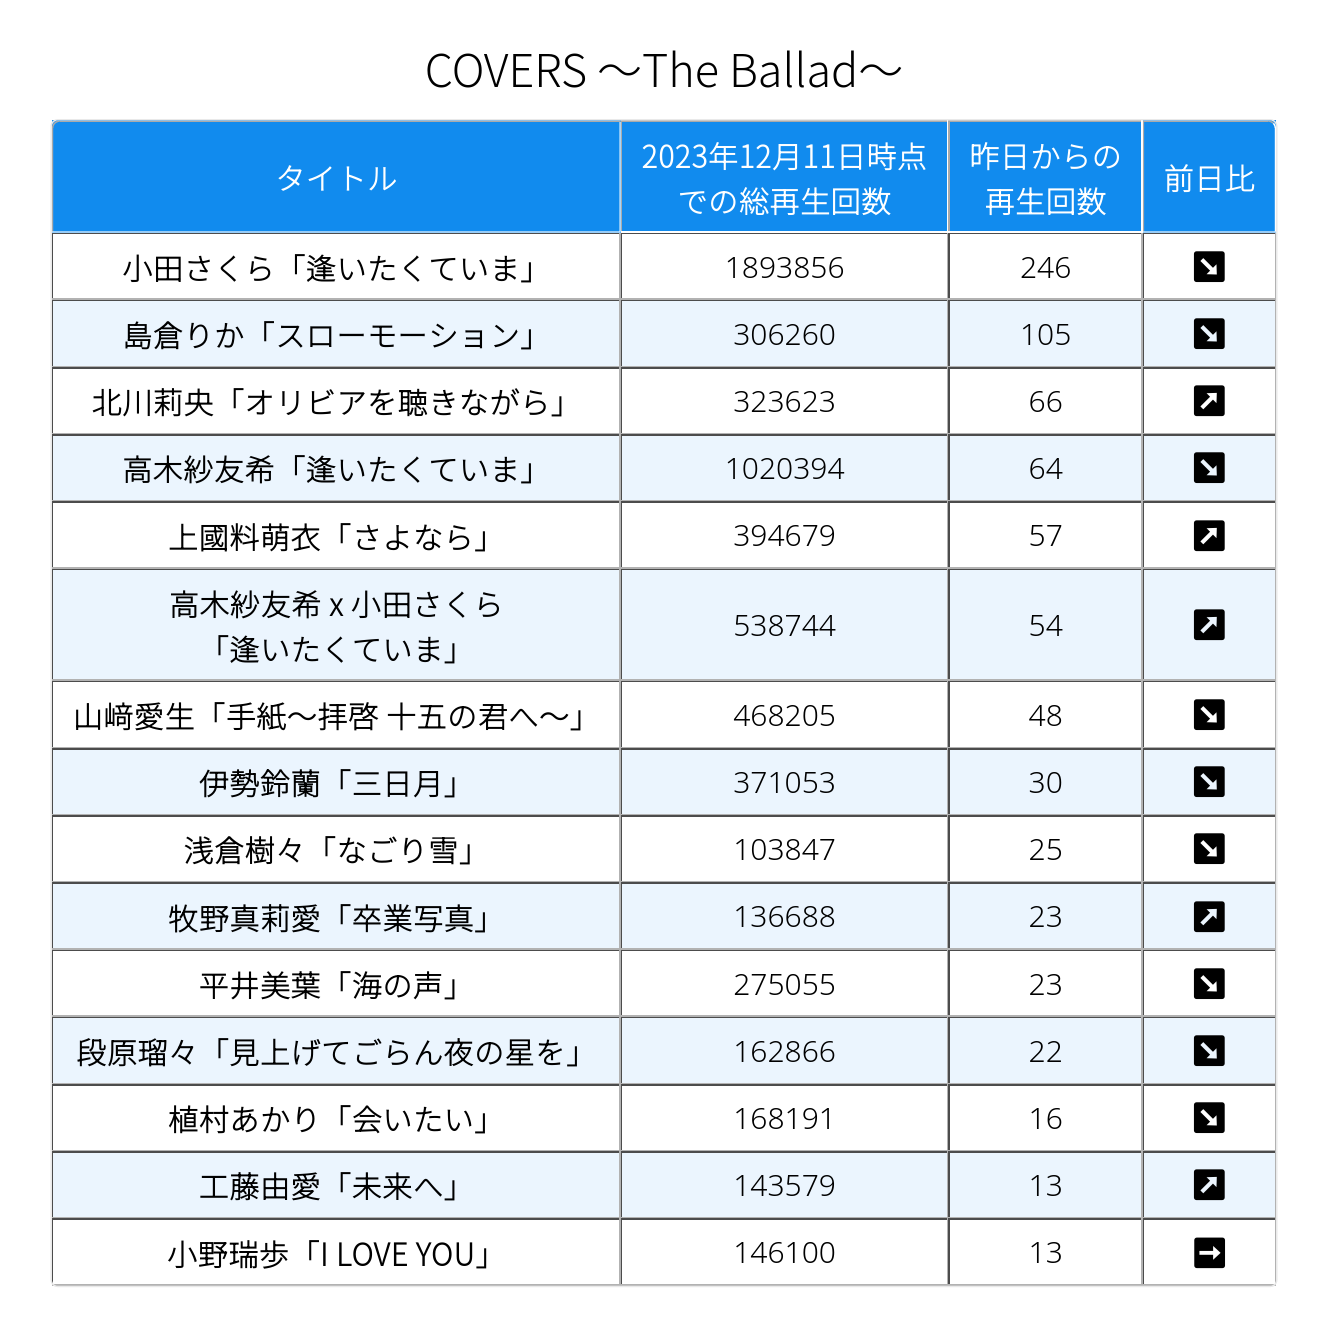 COVERS ～The Ballad～
タイトル
2023年12月11日時点
での総再生回数
昨日からの
再生回数
前日比
小田さくら「逢いたくていま」 1893856 246 ↘
島倉りか「スローモーション」 306260 105 ↘
北川莉央「オリビアを聴きながら」 323623 66 ↗
高木紗友希「逢いたくていま」 1020394 64 ↘
上國料萌衣「さよなら」 394679 57 ↗
高木紗友希 x 小田さくら
「逢いたくていま」 538744 54 ↗
山﨑愛生「手紙～拝啓 十五の君へ～」 468205 48 ↘
伊勢鈴蘭「三日月」 371053 30 ↘
浅倉樹々「なごり雪」 103847 25 ↘
牧野真莉愛「卒業写真」 136688 23 ↗
平井美葉「海の声」 275055 23 ↘
段原瑠々「見上げてごらん夜の星を」 162866 22 ↘
植村あかり「会いたい」 168191 16 ↘
工藤由愛「未来へ」 143579 13 ↗
小野瑞歩「I LOVE YOU」 146100 13 →